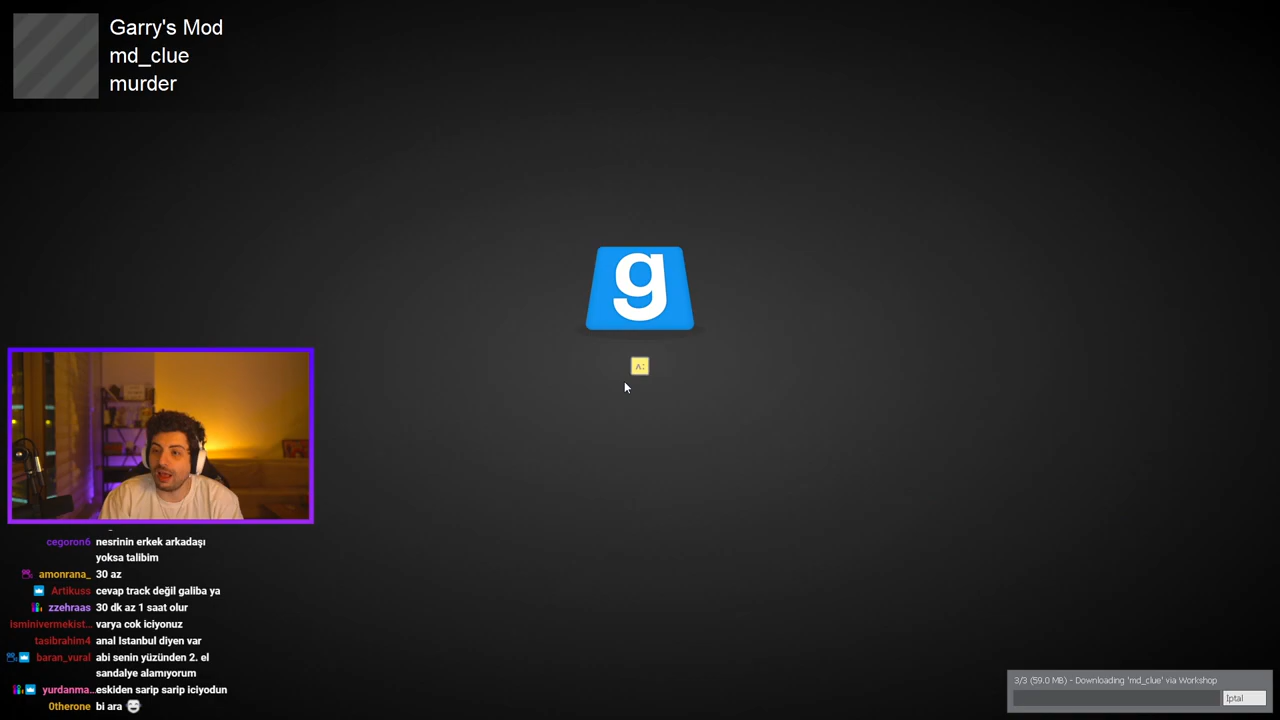 Garry's Mod
md_clue
murder
g
cegoron6 nesrinin erkek arkadaşı
yoksa talibim
amonrana_ 30 az
Artikuss cevap track değil galiba ya
zzehraas 30 dk az 1 saat olur
isminivermekist... varya cok iciyonuz
tasibrahim4 anal Istanbul diyen var
baran_vural abi senin yüzünden 2. el
sandalye alamıyorum
yurdanma... eskiden sarip sarip iciyodun
0therone bi ara
3/3 (59.0 MB) - Downloading 'md_clue' via Workshop
İptal